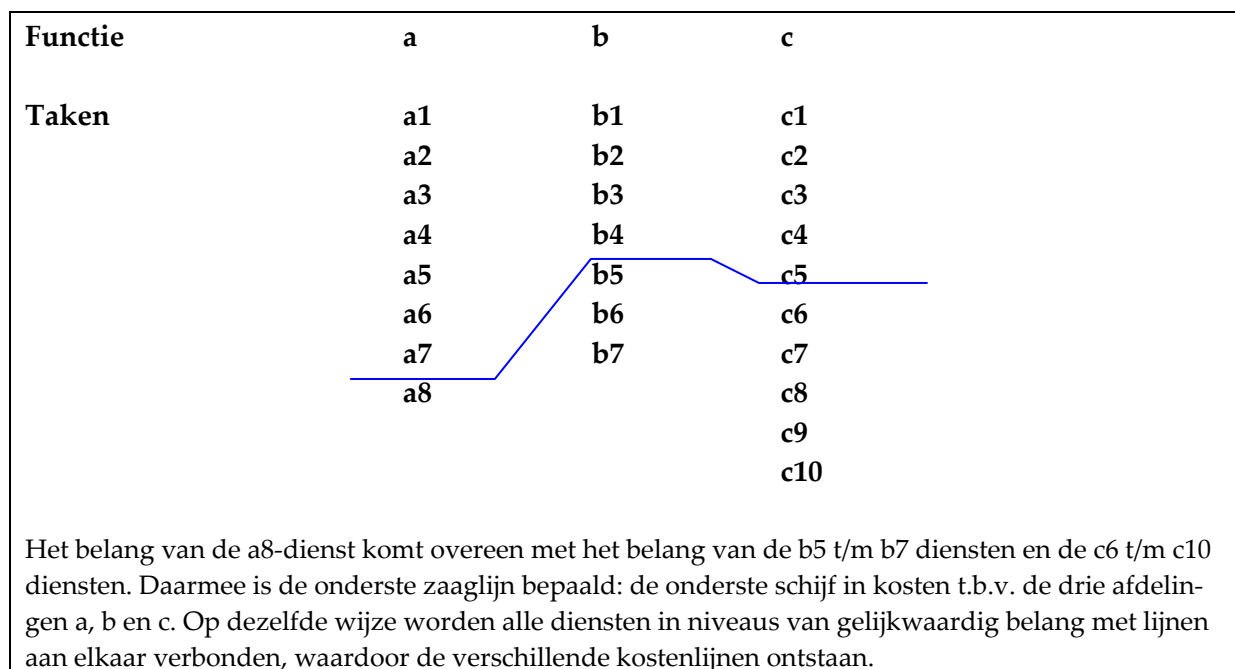 Functie a b c
Taken a1 b1 c1
a2 b2 c2
a3 b3 c3
a4 b4 c4
a5 b5 c5
a6 b6 c6
a7 b7 c7
a8 c8
c9
c10
Het belang van de a8-dienst komt overeen met het belang van de b5 t/m b7 diensten en de c6 t/m c10
diensten. Daarmee is de onderste zaaglijn bepaald: de onderste schijf in kosten t.b.v. de drie afdelin-
gen a, b en c. Op dezelfde wijze worden alle diensten in niveaus van gelijkwaardig belang met lijnen
aan elkaar verbonden, waardoor de verschillende kostenlijnen ontstaan.